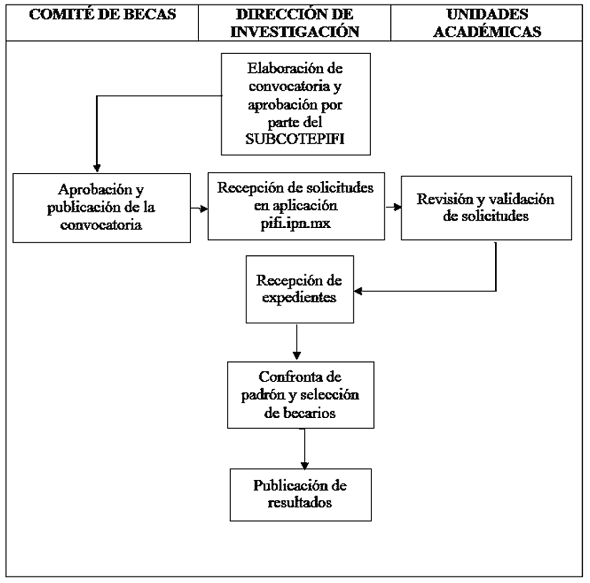 COMITÉ DE BECAS
DIRECCIÓN DE
INVESTIGACIÓN
UNIDADES
ACADÉMICAS
Elaboración de
convocatoria y
aprobación por
parte del
SUBCOTEPIFI
Aprobación y
publicación de la
convocatoria
Recepción de solicitudes
en aplicación
pifi.ipn.mx
Revisión y validación
de solicitudes
Recepción de
expedientes
Confronta de
padrón y selección
de becarios
Publicación de
resultados